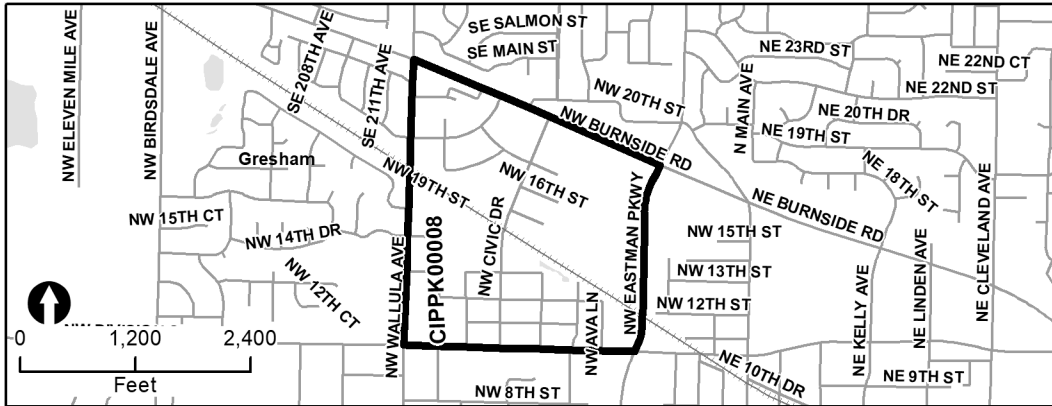 SE SALMON ST
SE MAIN ST
NE 23RD ST
NE 22ND CT
NE 22ND ST
NW ELEVEN MILE AVE
NW BIRDSDALE AVE
SE 208TH AVE
SE 211TH AVE
NW 20TH ST
N MAIN AVE
NE 20TH DR
NE 19TH ST
NW BURNSIDE RD
Gresham
NW 19TH ST
NW 16TH ST
NE 18TH ST
NE CLEVELAND AVE
NW 15TH CT
NW 14TH DR
NW CIVIC DR
NW EASTMAN PKWY
NW 15TH ST
NE BURNSIDE RD
NW 12TH CT
NW WALLULA AVE
CIPPK00008
NW 13TH ST
NW 12TH ST
NW AVA LN
NE KELLY AVE
NE LINDEN AVE
0 1,200 2,400
Feet
NE 10TH DR
NW 8TH ST
NE 9TH ST